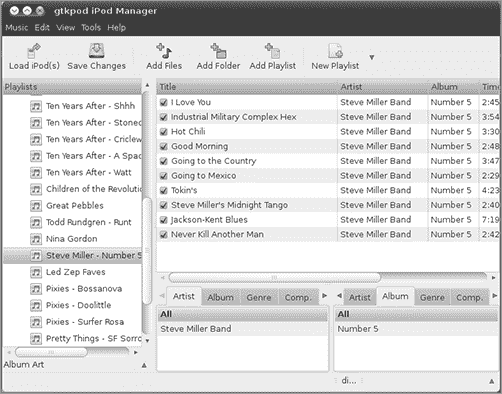 gtkpod iPod Manager
Music Edit View Tools Help
Load iPod(s) Save Changes Add Files Add Folder Add Playlist New Playlist
Playlists
Ten Years After - Shhh
Ten Years After - Stoned
Ten Years After - Criclew
Ten Years After - A Spac
Ten Years After - Watt
Children of the Revolutio
Great Pebbles
Todd Rundgren - Runt
Nina Gordon
Steve Miller - Number 5
Led Zep Faves
Pixies - Bossanova
Pixies - Doolittle
Pixies - Surfer Rosa
Pretty Things - SF Sorro
Album Art
Title Artist Album Time
I Love You Steve Miller Band Number 5 2:45
Industrial Military Complex Hex Steve Miller Band Number 5 3:54
Hot Chili Steve Miller Band Number 5 3:30
Good Morning Steve Miller Band Number 5 2:48
Going to the Country Steve Miller Band Number 5 3:47
Going to Mexico Steve Miller Band Number 5 2:29
Tokin's Steve Miller Band Number 5 4:23
Steve Miller's Midnight Tango Steve Miller Band Number 5 2:40
Jackson-Kent Blues Steve Miller Band Number 5 7:19
Never Kill Another Man Steve Miller Band Number 5 2:42
Artist Album Genre Comp.
All
Steve Miller Band
Artist Album Genre Comp.
All
Number 5
di...